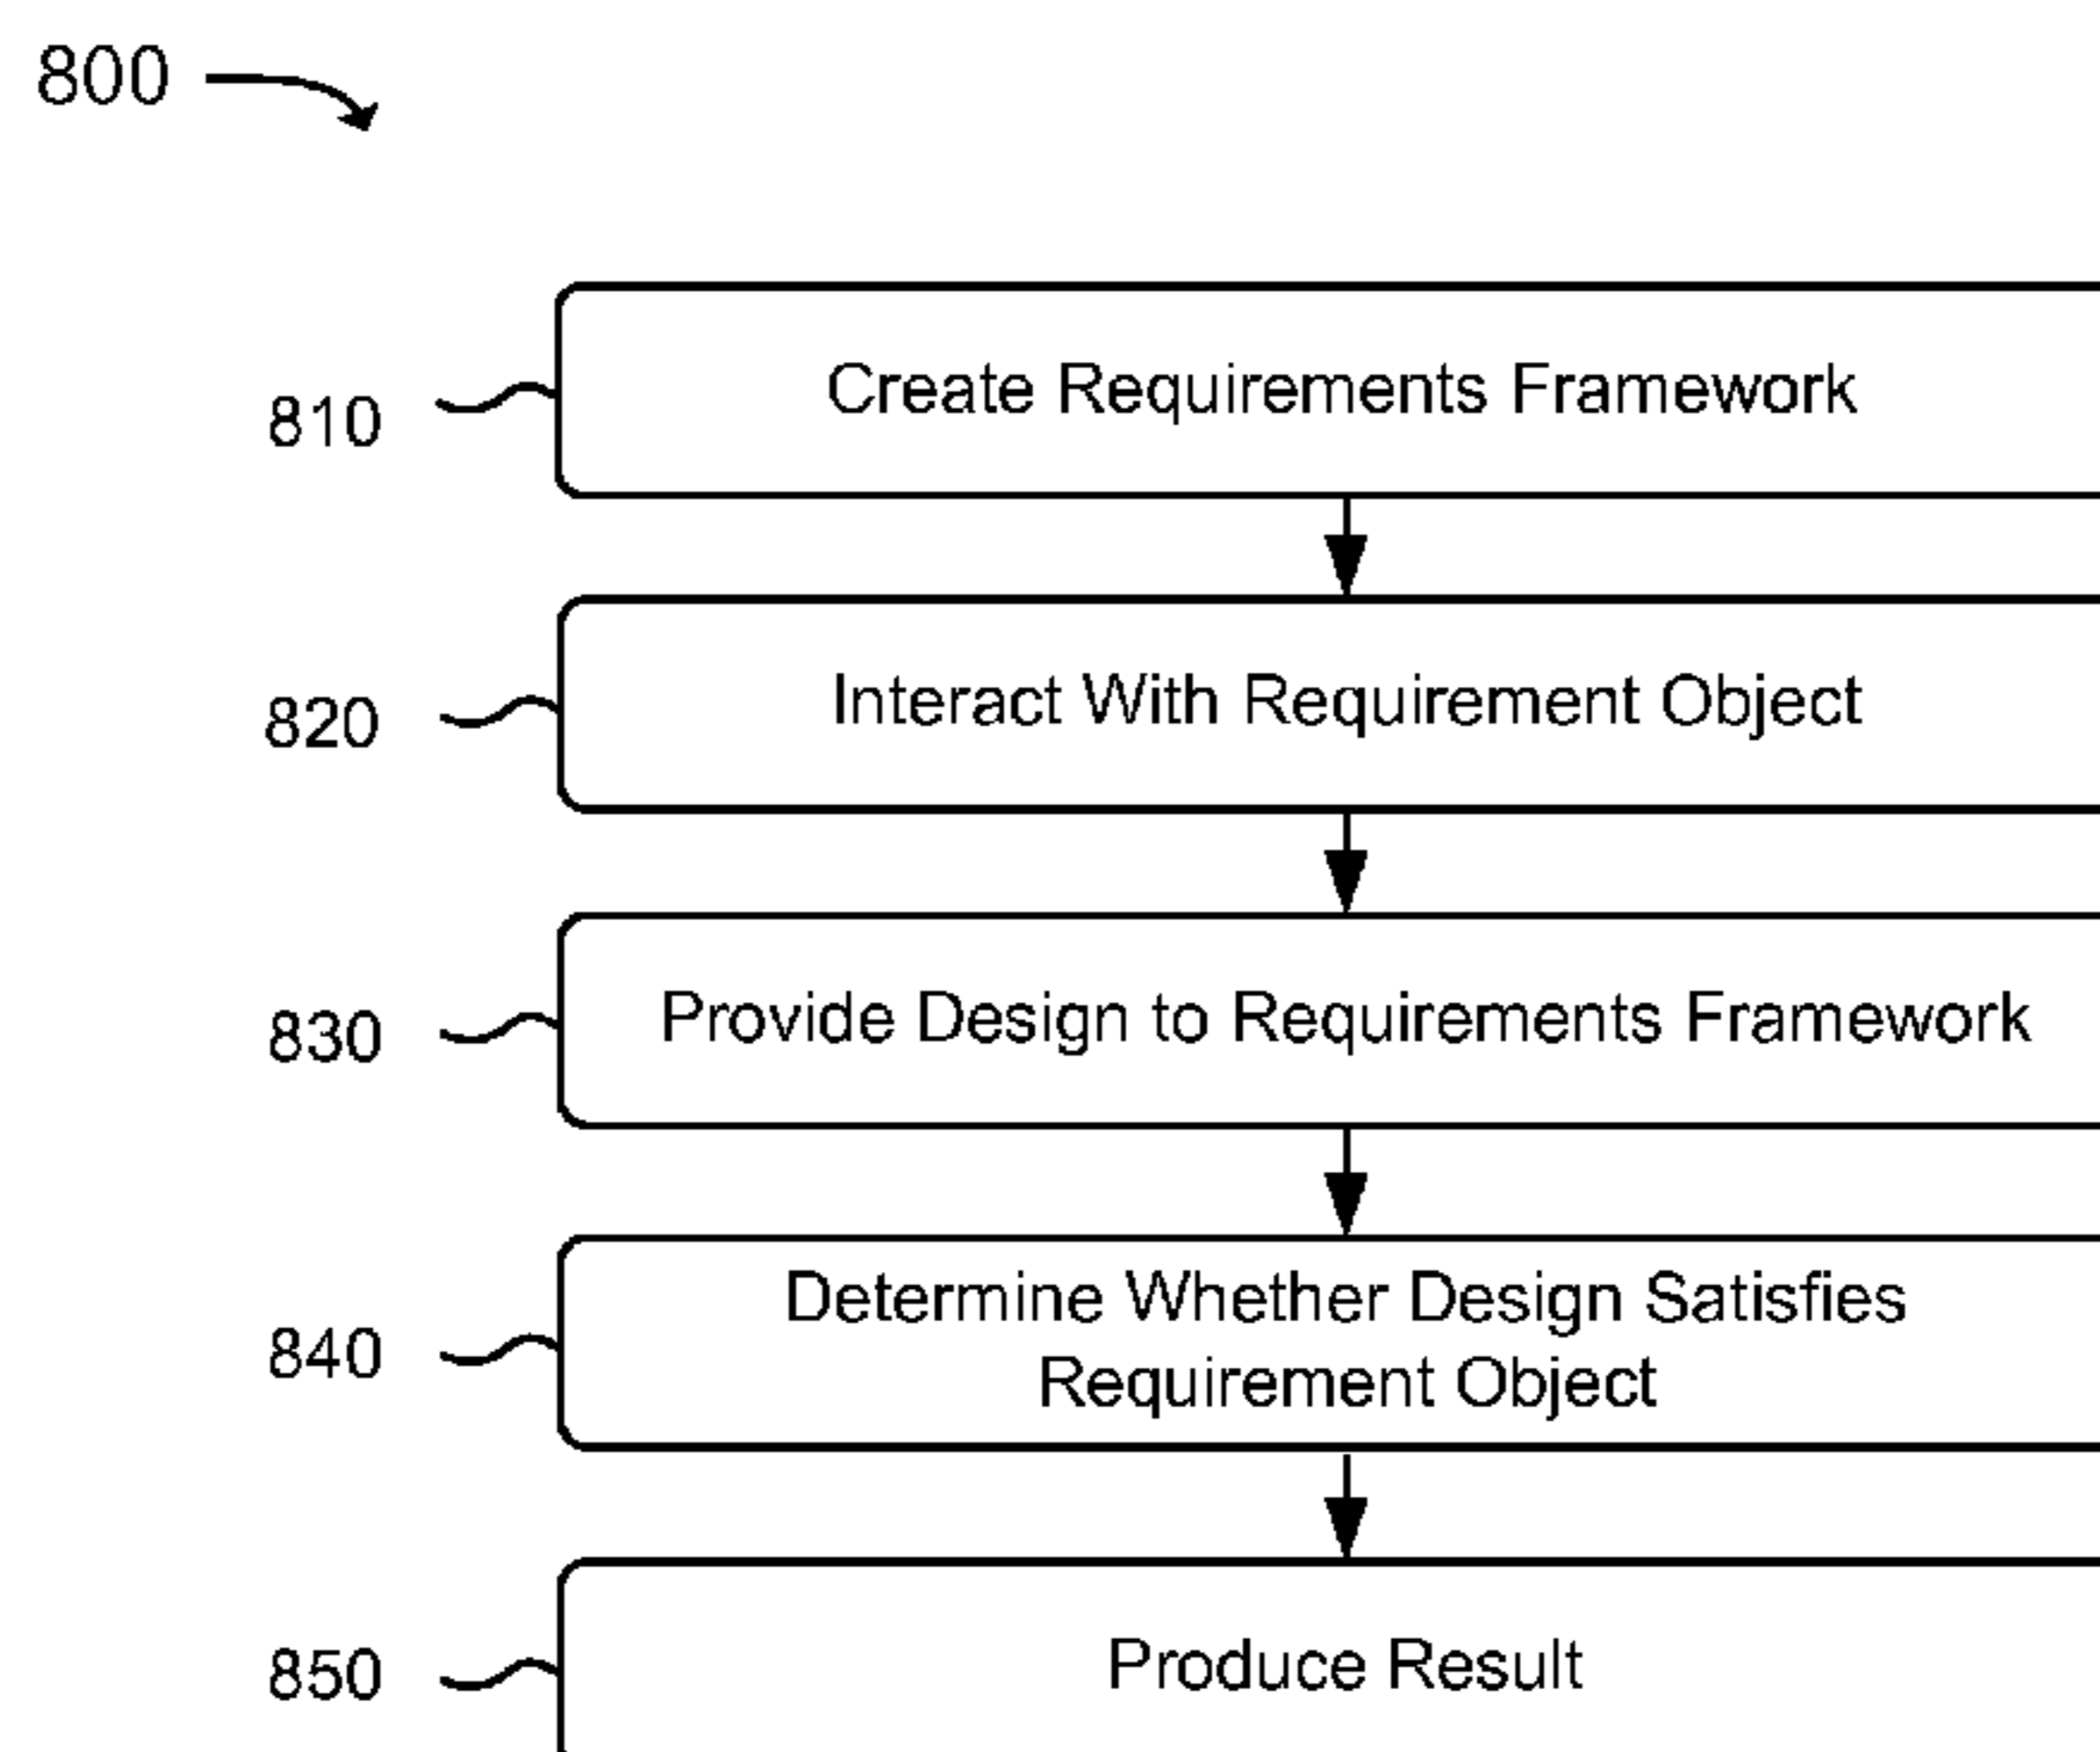 800
810
Create Requirements Framework
820
Interact With Requirement Object
830
Provide Design to Requirements Framework
840
Determine Whether Design Satisfies
Requirement Object
850
Produce Result